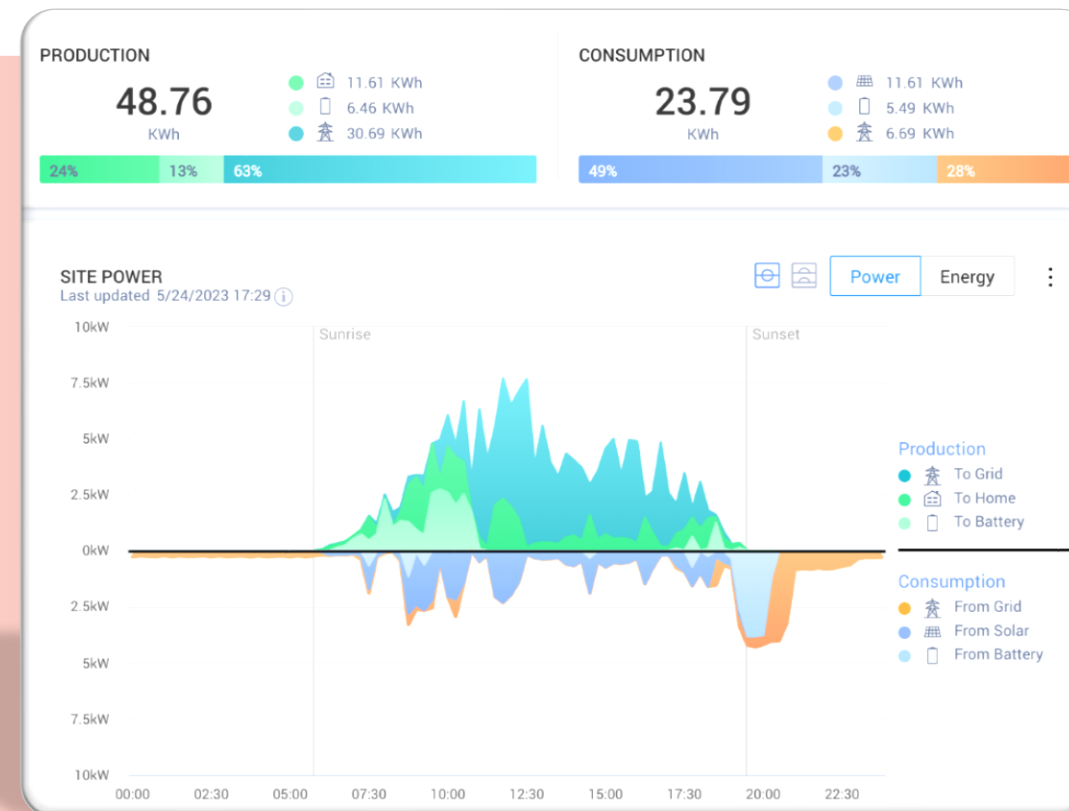 PRODUCTION
48.76
KWh
11.61 KWh
6.46 KWh
30.69 KWh
24% 13% 63%
CONSUMPTION
23.79
KWh
11.61 KWh
5.49 KWh
6.69 KWh
49% 23% 28%
SITE POWER
Last updated 5/24/2023 17:29 i
Power Energy
10kW
7.5kW
5kW
2.5kW
0kW
2.5kW
5kW
7.5kW
10kW
Sunrise
Sunset
00:00 02:30 05:00 07:30 10:00 12:30 15:00 17:30 20:00 22:30
Production
To Grid
To Home
To Battery
Consumption
From Grid
From Solar
From Battery